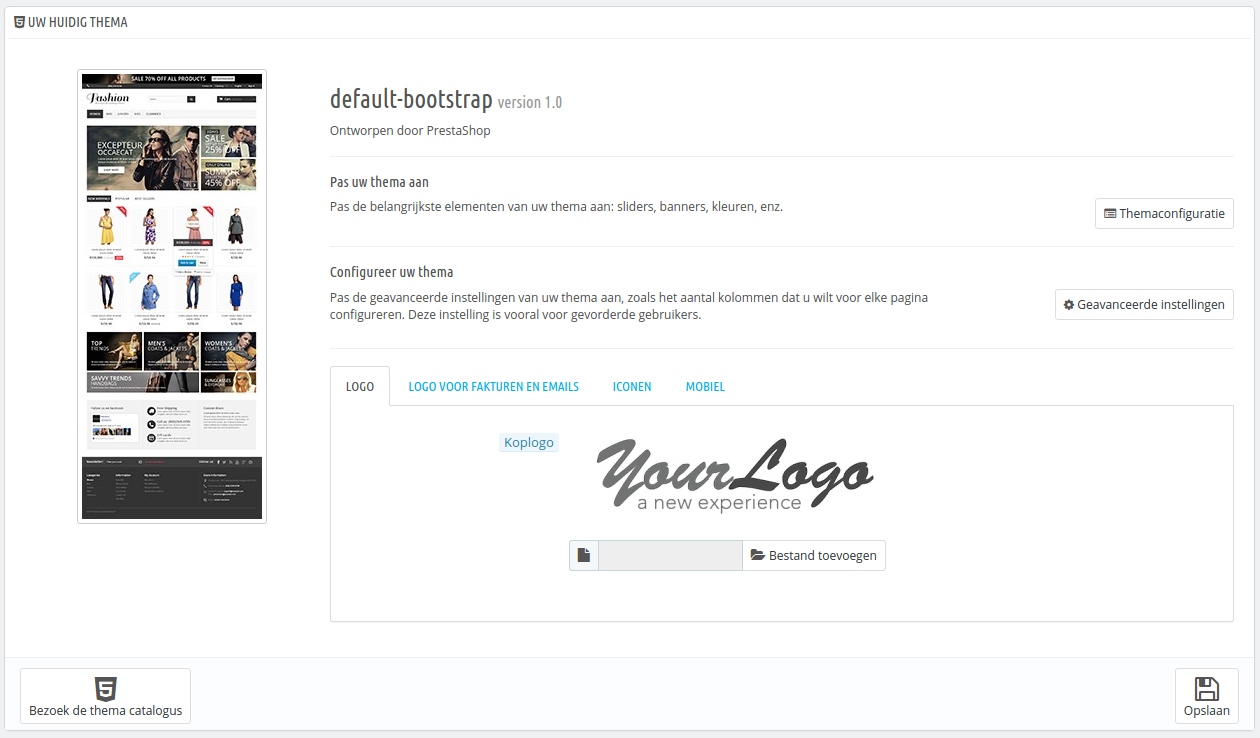 UW HUIDIG THEMA
SALE 70% OFF ALL PRODUCTS
Fashion
EXCEPTEUR
OCCAECAT
SALE
25% OFF
SUMMER
45% OFF
TOP
TRENDS
MEN'S
COATS & JACKETS
WOMEN'S
COATS & JACKETS
SAVVY TRENDS
HANDBAGS
SUNGLASSES
& EYEWEAR
default-bootstrap version 1.0
Ontworpen door PrestaShop
Pas uw thema aan
Pas de belangrijkste elementen van uw thema aan: sliders, banners, kleuren, enz.
Themaconfiguratie
Configureer uw thema
Pas de geavanceerde instellingen van uw thema aan, zoals het aantal kolommen dat u wilt voor elke pagina
configureren. Deze instelling is vooral voor gevorderde gebruikers.
Geavanceerde instellingen
LOGO LOGO VOOR FAKTUREN EN EMAILS ICONEN MOBIEL
Koplogo
YourLogo
a new experience
Bestand toevoegen
Bezoek de thema catalogus
Opslaan